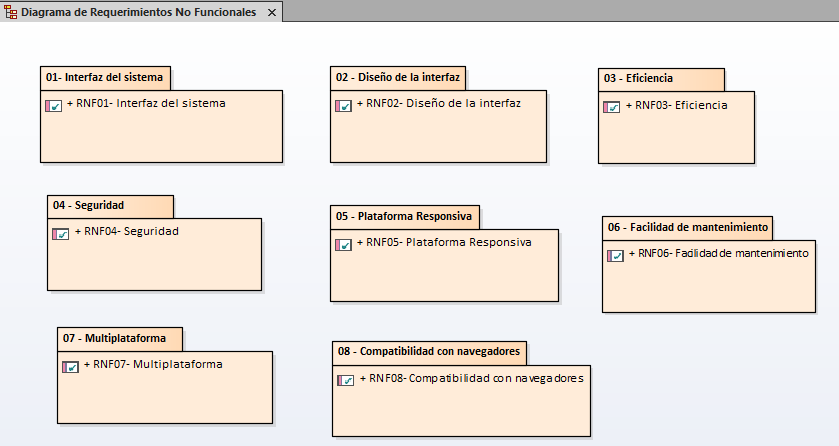 Diagrama de Requerimientos No Funcionales
01- Interfaz del sistema
+ RNF01- Interfaz del sistema
02 - Diseño de la interfaz
+ RNF02- Diseño de la interfaz
03 - Eficiencia
+ RNF03- Eficiencia
04 - Seguridad
+ RNF04- Seguridad
05 - Plataforma Responsiva
+ RNF05- Plataforma Responsiva
06 - Facilidad de mantenimiento
+ RNF06- Facilidad de mantenimiento
07 - Multiplataforma
+ RNF07- Multiplataforma
08 - Compatibilidad con navegadores
+ RNF08- Compatibilidad con navegadores